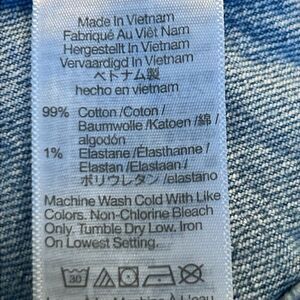 Made In Vietnam
Fabriqué Au Viêt Nam
Hergestellt In Vietnam
Vervaardigd In Vietnam
ベトナム製
hecho en vietnam
99% Cotton /Coton /
Baumwolle /Katoen /綿 /
algodón
1% Elastane /Élasthanne /
Elastan /Elastaan /
ポリウレタン /elastano
Machine Wash Cold With Like
Colors. Non-Chlorine Bleach
Only. Tumble Dry Low. Iron
On Lowest Setting.
30